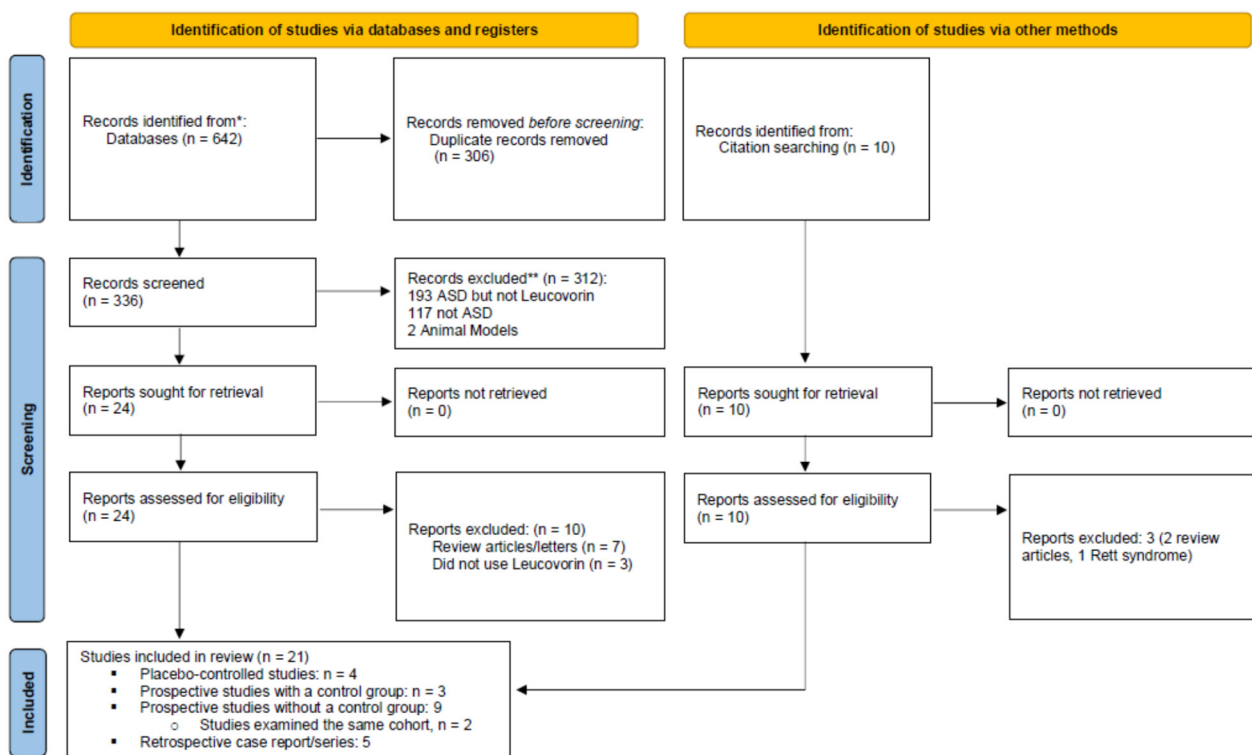 Identification of studies via databases and registers
Identification of studies via other methods
Identification
Records identified from*:
Databases (n = 642)
Records removed before screening:
Duplicate records removed
(n = 306)
Records identified from:
Citation searching (n = 10)
Screening
Records screened
(n = 336)
Records excluded** (n = 312):
193 ASD but not Leucovorin
117 not ASD
2 Animal Models
Reports sought for retrieval
(n = 24)
Reports not retrieved
(n = 0)
Reports sought for retrieval
(n = 10)
Reports not retrieved
(n = 0)
Reports assessed for eligibility
(n = 24)
Reports excluded: (n = 10)
Review articles/letters (n = 7)
Did not use Leucovorin (n = 3)
Reports assessed for eligibility
(n = 10)
Reports excluded: 3 (2 review
articles, 1 Rett syndrome)
Included
Studies included in review (n = 21)
▪ Placebo-controlled studies: n = 4
▪ Prospective studies with a control group: n = 3
▪ Prospective studies without a control group: 9
o Studies examined the same cohort, n = 2
▪ Retrospective case report/series: 5